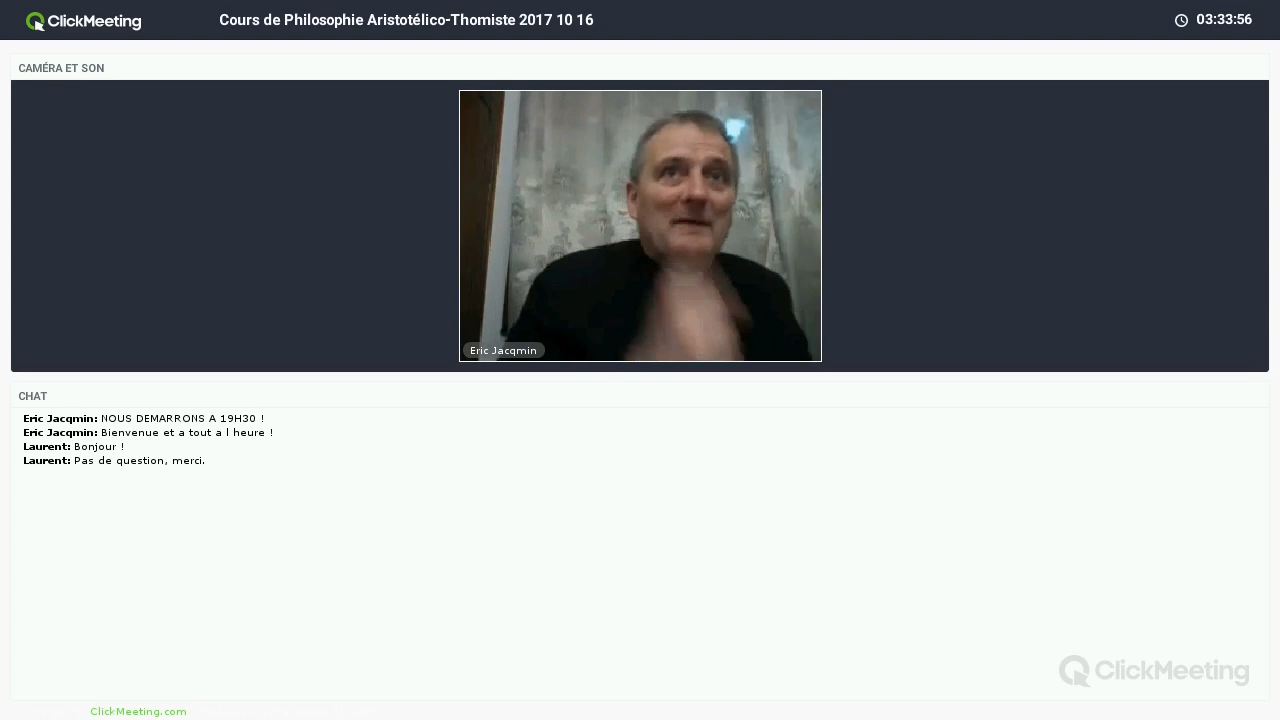 ClickMeeting
Cours de Philosophie Aristotélico-Thomiste 2017 10 16
03:33:56
CAMÉRA ET SON
Eric Jacqmin
CHAT
Eric Jacqmin: NOUS DEMARRONS A 19H30 !
Eric Jacqmin: Bienvenue et a tout a l heure !
Laurent: Bonjour !
Laurent: Pas de question, merci.
ClickMeeting
ClickMeeting.com